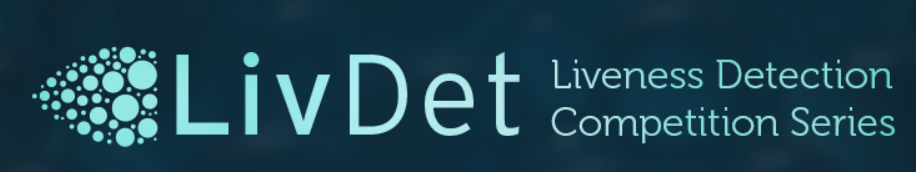 LivDet
Liveness Detection
Competition Series